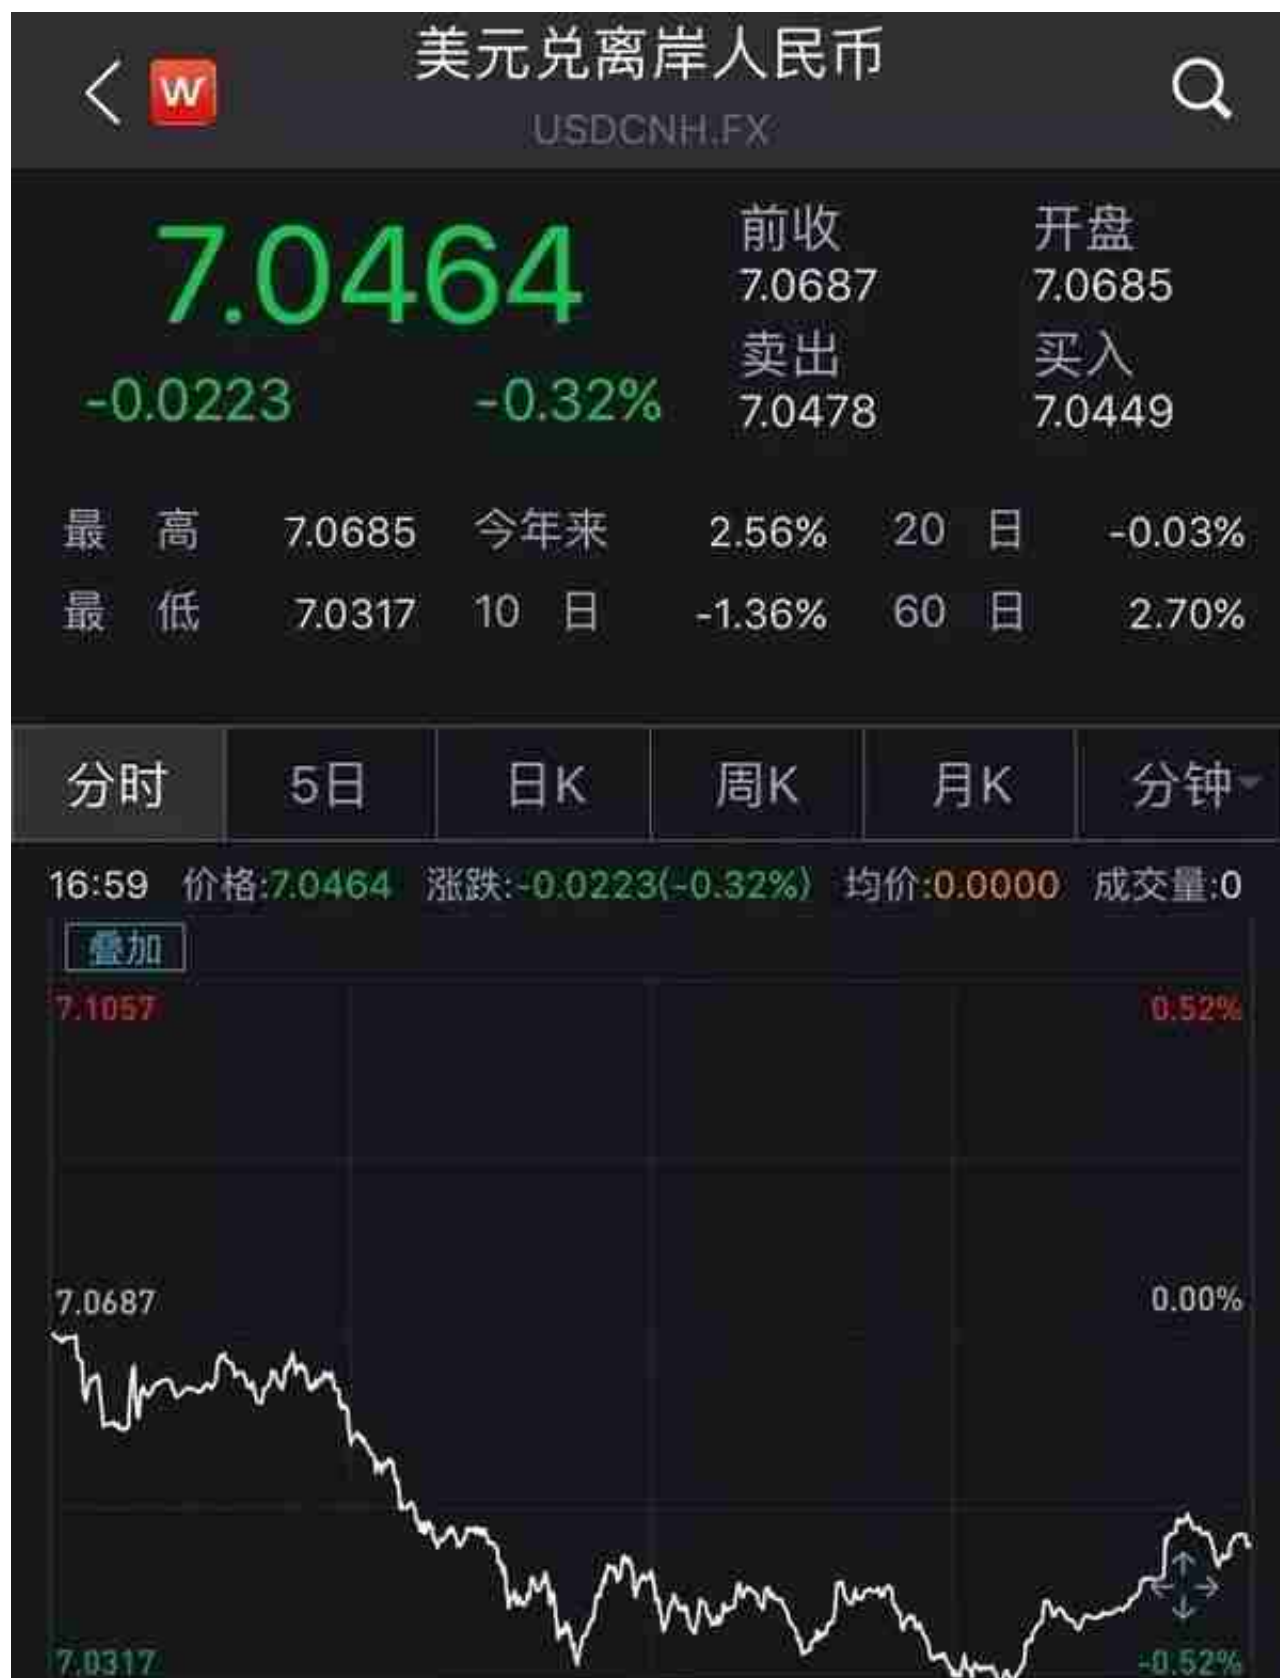 美元兑离岸人民币
W
USDCNH.FX
7.0464
-0.0223 -0.32%
前收 开盘
7.0687 7.0685
卖出 买入
7.0478 7.0449
最 高 7.0685 今年来 2.56% 20 日 -0.03%
最 低 7.0317 10 日 -1.36% 60 日 2.70%
分时 5日 日K 周K 月K 分钟
16:59 价格:7.0464 涨跌:-0.0223(-0.32%) 均价:0.0000 成交量:0
叠加
7.1057 0.52%
7.0687 0.00%
7.0317 -0.52%